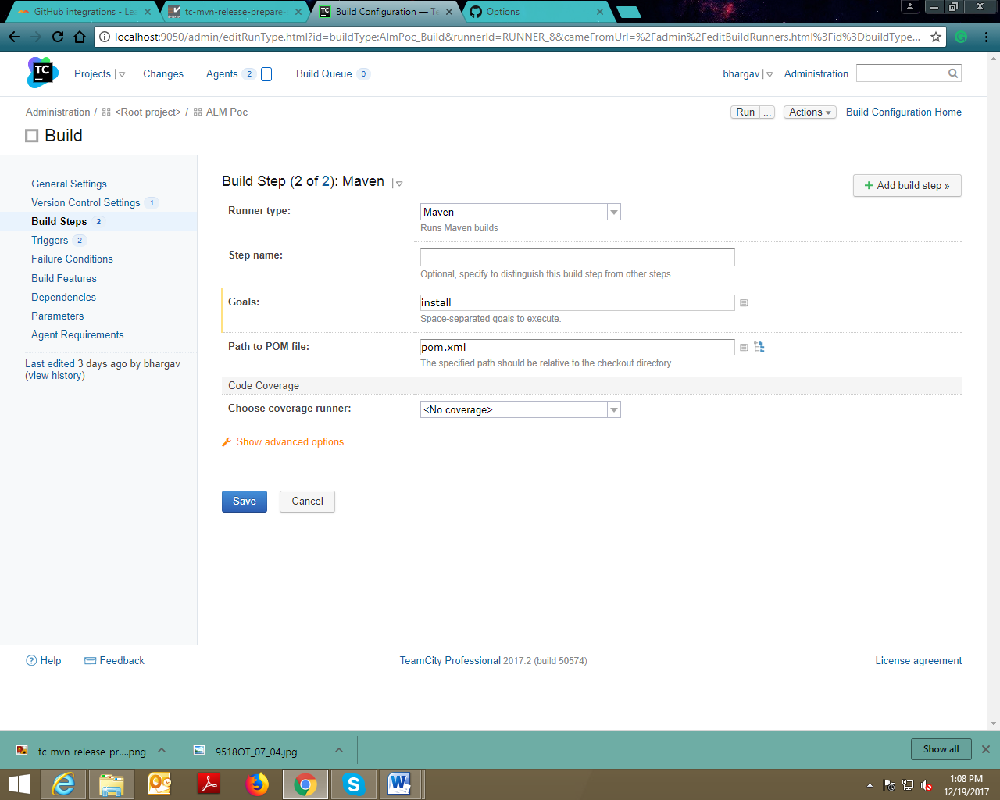 GitHub integrations - Lea
tc-mvn-release-prepare-
Build Configuration — Te
Options
localhost:9050/admin/editRunType.html?id=buildType:AlmPoc_Build&runnerId=RUNNER_8&cameFromUrl=%2Fadmin%2FeditBuildRunners.html%3Fid%3DbuildType...
TC
Projects
Changes
Agents 2
Build Queue 0
bhargav
Administration
Administration / <Root project> / ALM Poc
Run ...
Actions
Build Configuration Home
Build
General Settings
Version Control Settings 1
Build Steps 2
Triggers 2
Failure Conditions
Build Features
Dependencies
Parameters
Agent Requirements
Last edited 3 days ago by bhargav
(view history)
Build Step (2 of 2): Maven
+ Add build step »
Runner type:
Maven
Runs Maven builds
Step name:
Optional, specify to distinguish this build step from other steps.
Goals:
install
Space-separated goals to execute.
Path to POM file:
pom.xml
The specified path should be relative to the checkout directory.
Code Coverage
Choose coverage runner:
<No coverage>
Show advanced options
Save
Cancel
Help
Feedback
TeamCity Professional 2017.2 (build 50574)
License agreement
tc-mvn-release-pr....png
9518OT_07_04.jpg
Show all
1:08 PM
12/19/2017